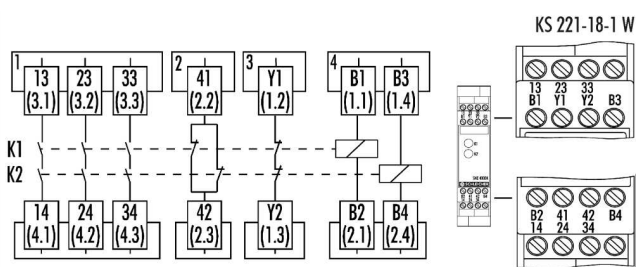 KS 221-18-1 W
1 2 3 4
13 23 33 41 Y1 B1 B3
(3.1) (3.2) (3.3) (2.2) (1.2) (1.1) (1.4)
K1
K2
14 24 34 42 Y2 B2 B4
(4.1) (4.2) (4.3) (2.3) (1.3) (2.1) (2.4)
13 23 33
B1 Y1 Y2 B3
B2 41 42 B4
14 24 34